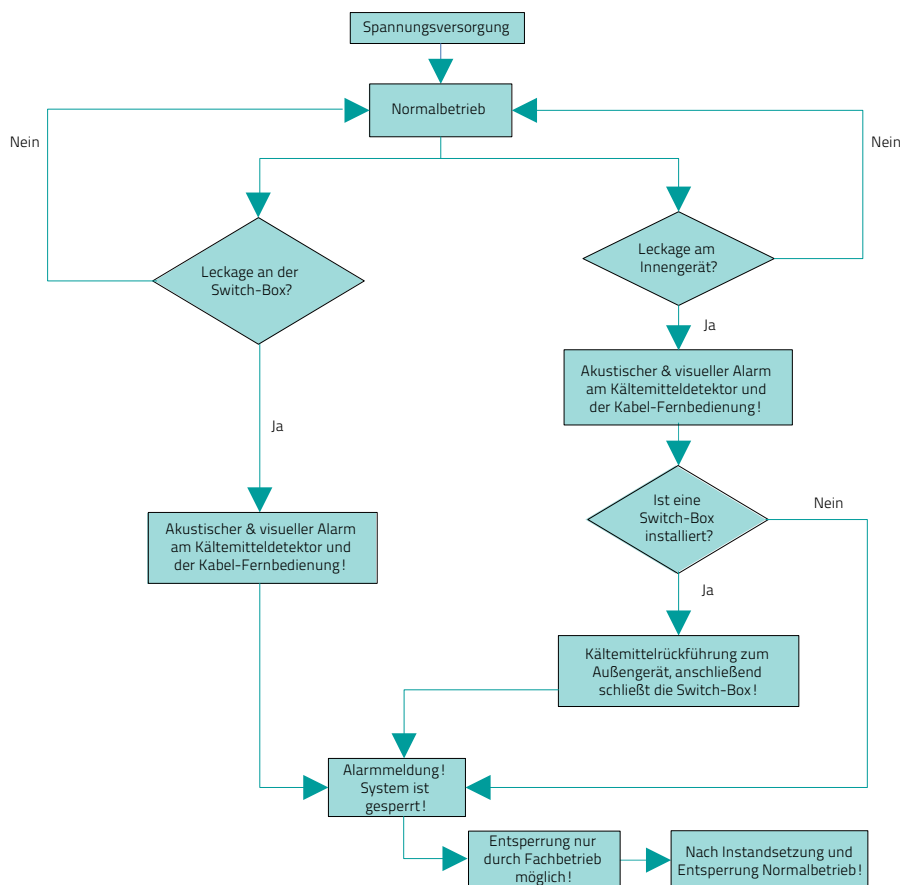 Spannungsversorgung
Normalbetrieb
Nein
Nein
Leckage an der
Switch-Box?
Leckage am
Innengerät?
Ja
Akustischer & visueller Alarm
am Kältemitteldetektor und
der Kabel-Fernbedienung!
Ja
Ist eine
Switch-Box
installiert?
Nein
Akustischer & visueller Alarm
am Kältemitteldetektor und
der Kabel-Fernbedienung!
Ja
Kältemittelrückführung zum
Außengerät, anschließend
schließt die Switch-Box!
Alarmmeldung!
System ist
gesperrt!
Entsperrung nur
durch Fachbetrieb
möglich!
Nach Instandsetzung und
Entsperrung Normalbetrieb!